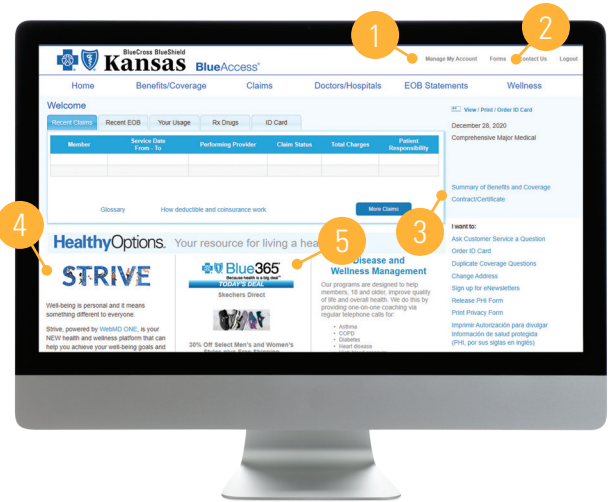 1
2
BlueCross BlueShield
Kansas BlueAccess®
Manage My Account Forms Contact Us Logout
Home Benefits/Coverage Claims Doctors/Hospitals EOB Statements Wellness
Welcome
Recent Claims Recent EOB Your Usage Rx Drugs ID Card
Member Service Date From - To Performing Provider Claim Status Total Charges Patient Responsibility
Glossary How deductible and coinsurance work More Claims
View / Print / Order ID Card
December 28, 2020
Comprehensive Major Medical
3
Summary of Benefits and Coverage
Contract/Certificate
I want to:
Ask Customer Service a Question
Order ID Card
Duplicate Coverage Questions
Change Address
Sign up for eNewsletters
Release PHI Form
Print Privacy Form
Imprimir Autorización para divulgar
Información de salud protegida
(PHI, por sus siglas en inglés)
HealthyOptions. Your resource for living a
4
STRIVE
Well-being is personal and it means
something different to everyone.
Strive, powered by WebMD ONE, is your
NEW health and wellness platform that can
help you achieve your well-being goals and
5
Blue365
Because health is a big deal
TODAY'S DEAL
Skechers Direct
30% Off Select Men's and Women's
Disease and
Wellness Management
Our programs are designed to help
members, 18 and older, improve quality
of life and overall health. We do this by
providing one-on-one coaching via
regular telephone calls for:
• Asthma
• COPD
• Diabetes
• Heart disease